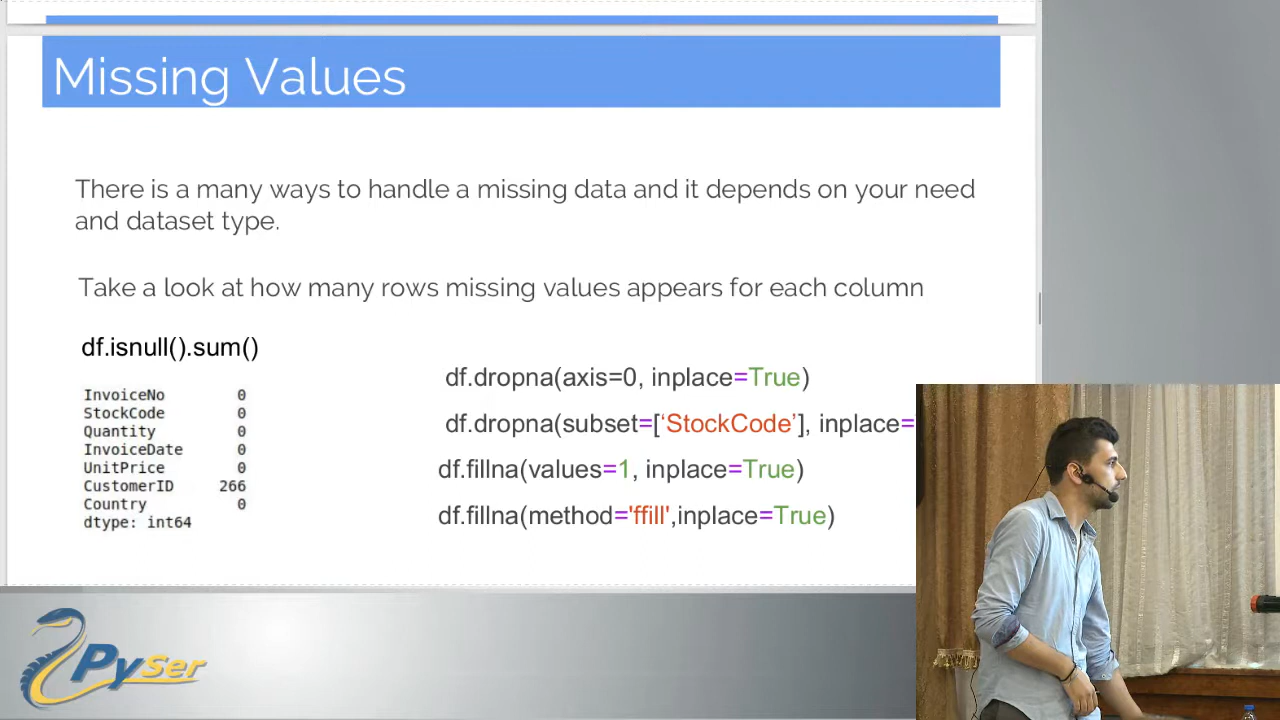 Missing Values
There is a many ways to handle a missing data and it depends on your need
and dataset type.
Take a look at how many rows missing values appears for each column
df.isnull().sum()
InvoiceNo 0
StockCode 0
Quantity 0
InvoiceDate 0
UnitPrice 0
CustomerID 266
Country 0
dtype: int64
df.dropna(axis=0, inplace=True)
df.dropna(subset=[‘StockCode’], inplace=
df.fillna(values=1, inplace=True)
df.fillna(method='ffill',inplace=True)
PySer